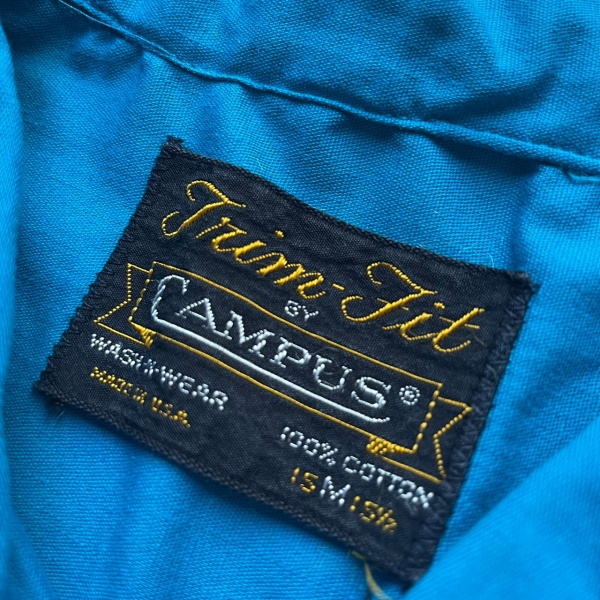 Trim-Fit
BY
CAMPUS®
WASH'N'WEAR
MADE IN U.S.A.
100% COTTON
15 M 15½